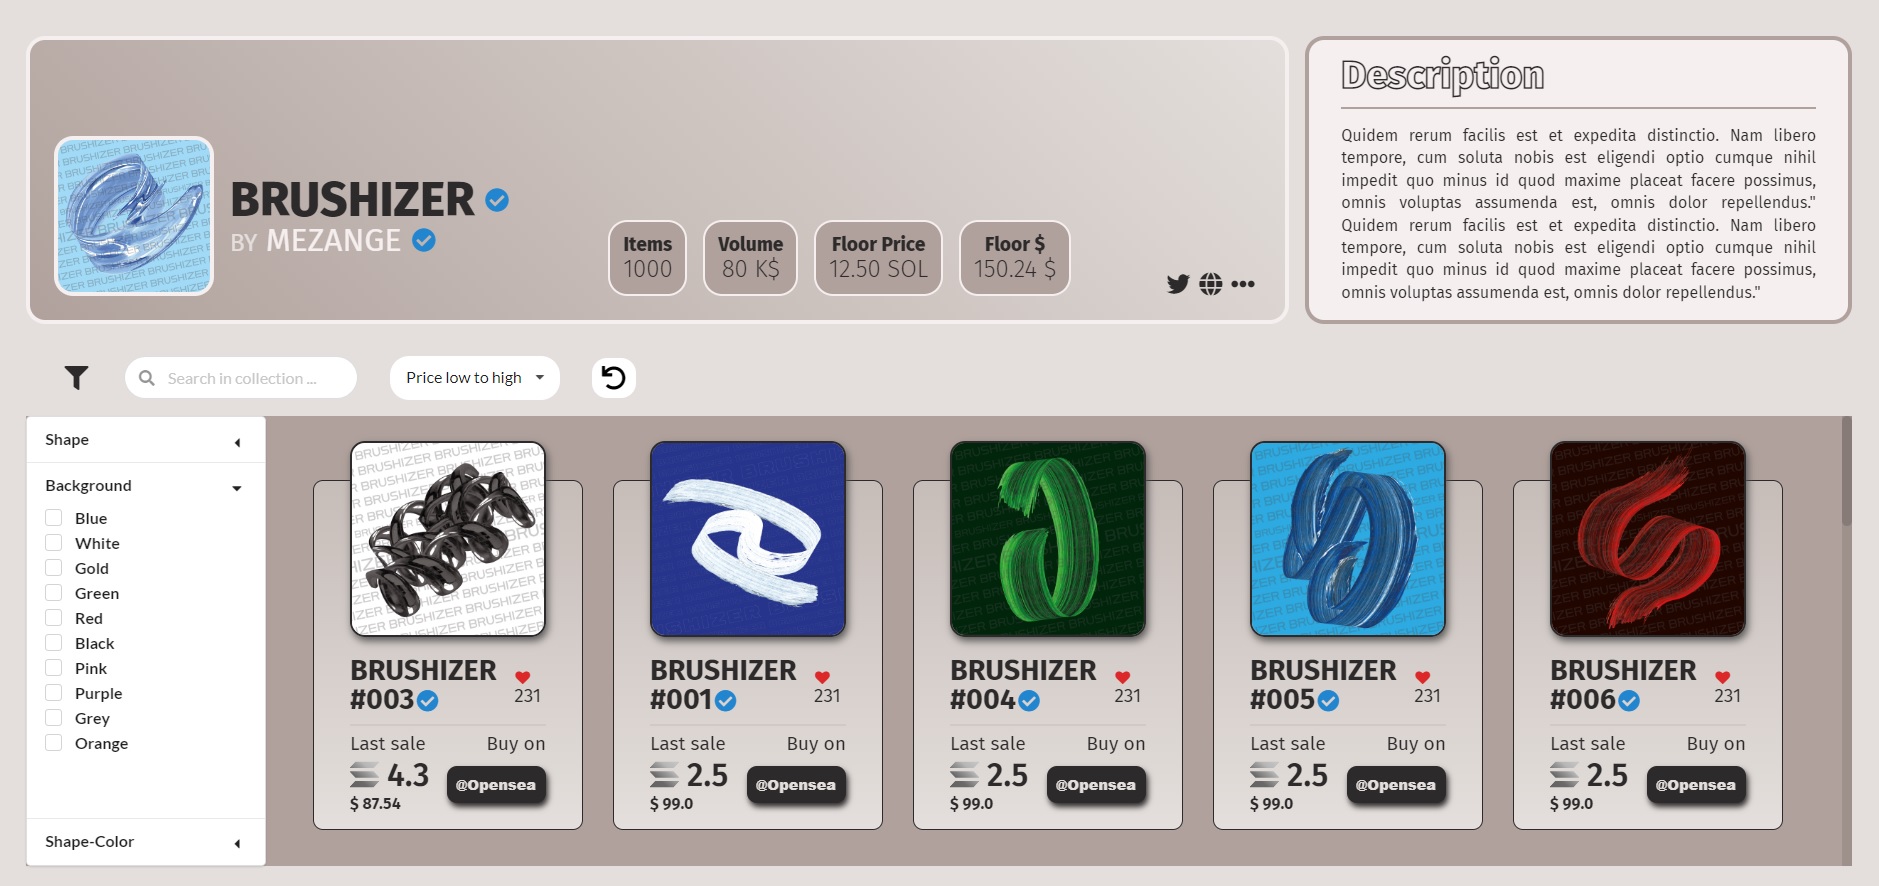 BRUSHIZER
BY MEZANGE
Items
1000
Volume
80 K$
Floor Price
12.50 SOL
Floor $
150.24 $
Description
Quidem rerum facilis est et expedita distinctio. Nam libero
tempore, cum soluta nobis est eligendi optio cumque nihil
impedit quo minus id quod maxime placeat facere possimus,
omnis voluptas assumenda est, omnis dolor repellendus."
Quidem rerum facilis est et expedita distinctio. Nam libero
tempore, cum soluta nobis est eligendi optio cumque nihil
impedit quo minus id quod maxime placeat facere possimus,
omnis voluptas assumenda est, omnis dolor repellendus."
Search in collection ...
Price low to high
Shape
Background
Blue
White
Gold
Green
Red
Black
Pink
Purple
Grey
Orange
Shape-Color
BRUSHIZER
#003
231
Last sale
Buy on
4.3
$ 87.54
@Opensea
BRUSHIZER
#001
231
Last sale
Buy on
2.5
$ 99.0
@Opensea
BRUSHIZER
#004
231
Last sale
Buy on
2.5
$ 99.0
@Opensea
BRUSHIZER
#005
231
Last sale
Buy on
2.5
$ 99.0
@Opensea
BRUSHIZER
#006
231
Last sale
Buy on
2.5
$ 99.0
@Opensea